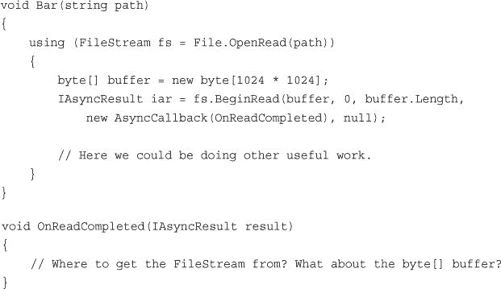 void Bar(string path)
{
    using (FileStream fs = File.OpenRead(path))
    {
        byte[] buffer = new byte[1024 * 1024];
        IAsyncResult iar = fs.BeginRead(buffer, 0, buffer.Length,
            new AsyncCallback(OnReadCompleted), null);

        // Here we could be doing other useful work.
    }
}

void OnReadCompleted(IAsyncResult result)
{
    // Where to get the FileStream from? What about the byte[] buffer?
}